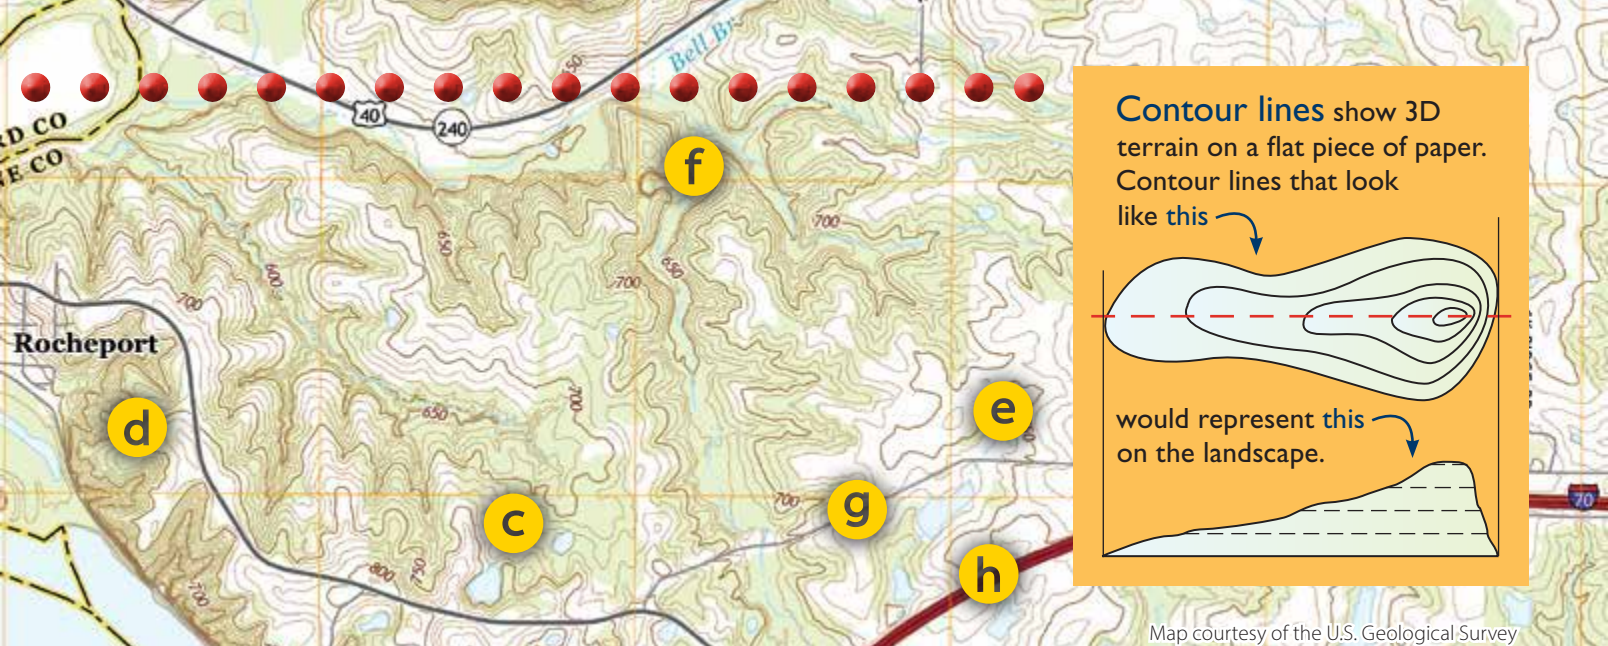 Bell Br
650
40
240
RD CO
NE CO
f
700
650
600
700
650
700
Rocheport
700
650
d
e
c
700
g
h
800
750
700
70
Contour lines show 3D
terrain on a flat piece of paper.
Contour lines that look
like this
would represent this
on the landscape.
Map courtesy of the U.S. Geological Survey